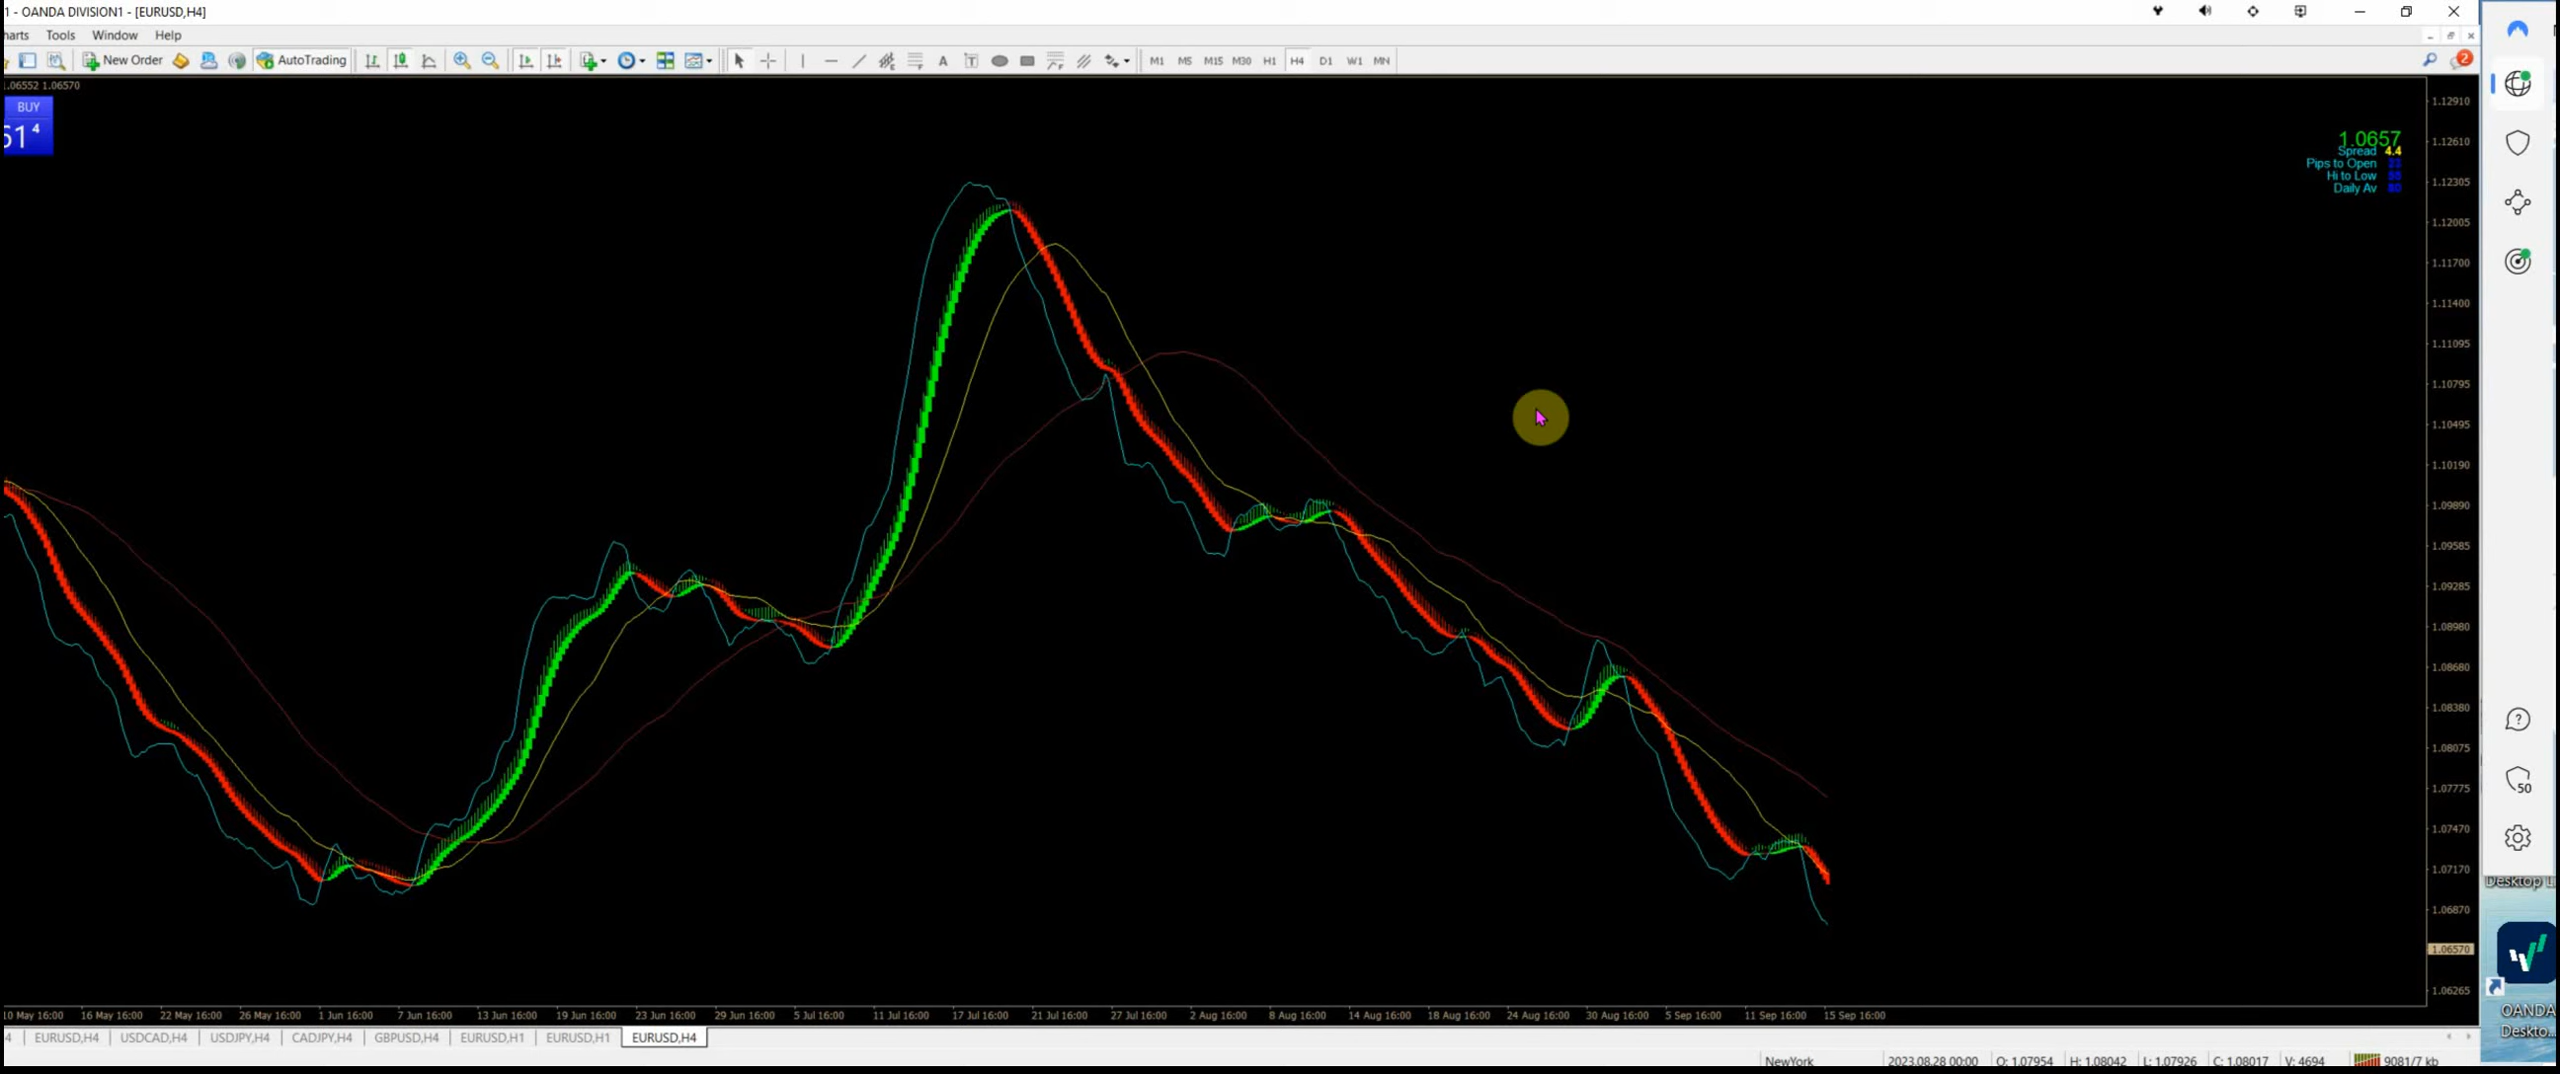 1 - OANDA DIVISION1 - [EURUSD,H4]
harts Tools Window Help
New Order AutoTrading A T M1 M5 M15 M30 H1 H4 D1 W1 MN 2
1.06552 1.06570
BUY
61 4
1.0657
Spread 4.4
Pips to Open
Hi to Low
Daily Av
1.12910
1.12610
1.12305
1.12005
1.11700
1.11400
1.11095
1.10795
1.10495
1.10190
1.09890
1.09585
1.09285
1.08980
1.08680
1.08380
1.08075
1.07775
1.07470
1.07170
1.06870
1.06570
1.06265
10 May 16:00 16 May 16:00 22 May 16:00 26 May 16:00 1 Jun 16:00 7 Jun 16:00 13 Jun 16:00 19 Jun 16:00 23 Jun 16:00 29 Jun 16:00 5 Jul 16:00 11 Jul 16:00 17 Jul 16:00 21 Jul 16:00 27 Jul 16:00 2 Aug 16:00 8 Aug 16:00 14 Aug 16:00 18 Aug 16:00 24 Aug 16:00 30 Aug 16:00 5 Sep 16:00 11 Sep 16:00 15 Sep 16:00
4 EURUSD,H4 USDCAD,H4 USDJPY,H4 CADJPY,H4 GBPUSD,H4 EURUSD,H1 EURUSD,H1 EURUSD,H4
NewYork 2023.08.28 00:00 O: 1.07954 H: 1.08042 L: 1.07926 C: 1.08017 V: 4694 9081/7 kb
50
Desktop
OANDA
Deskto...